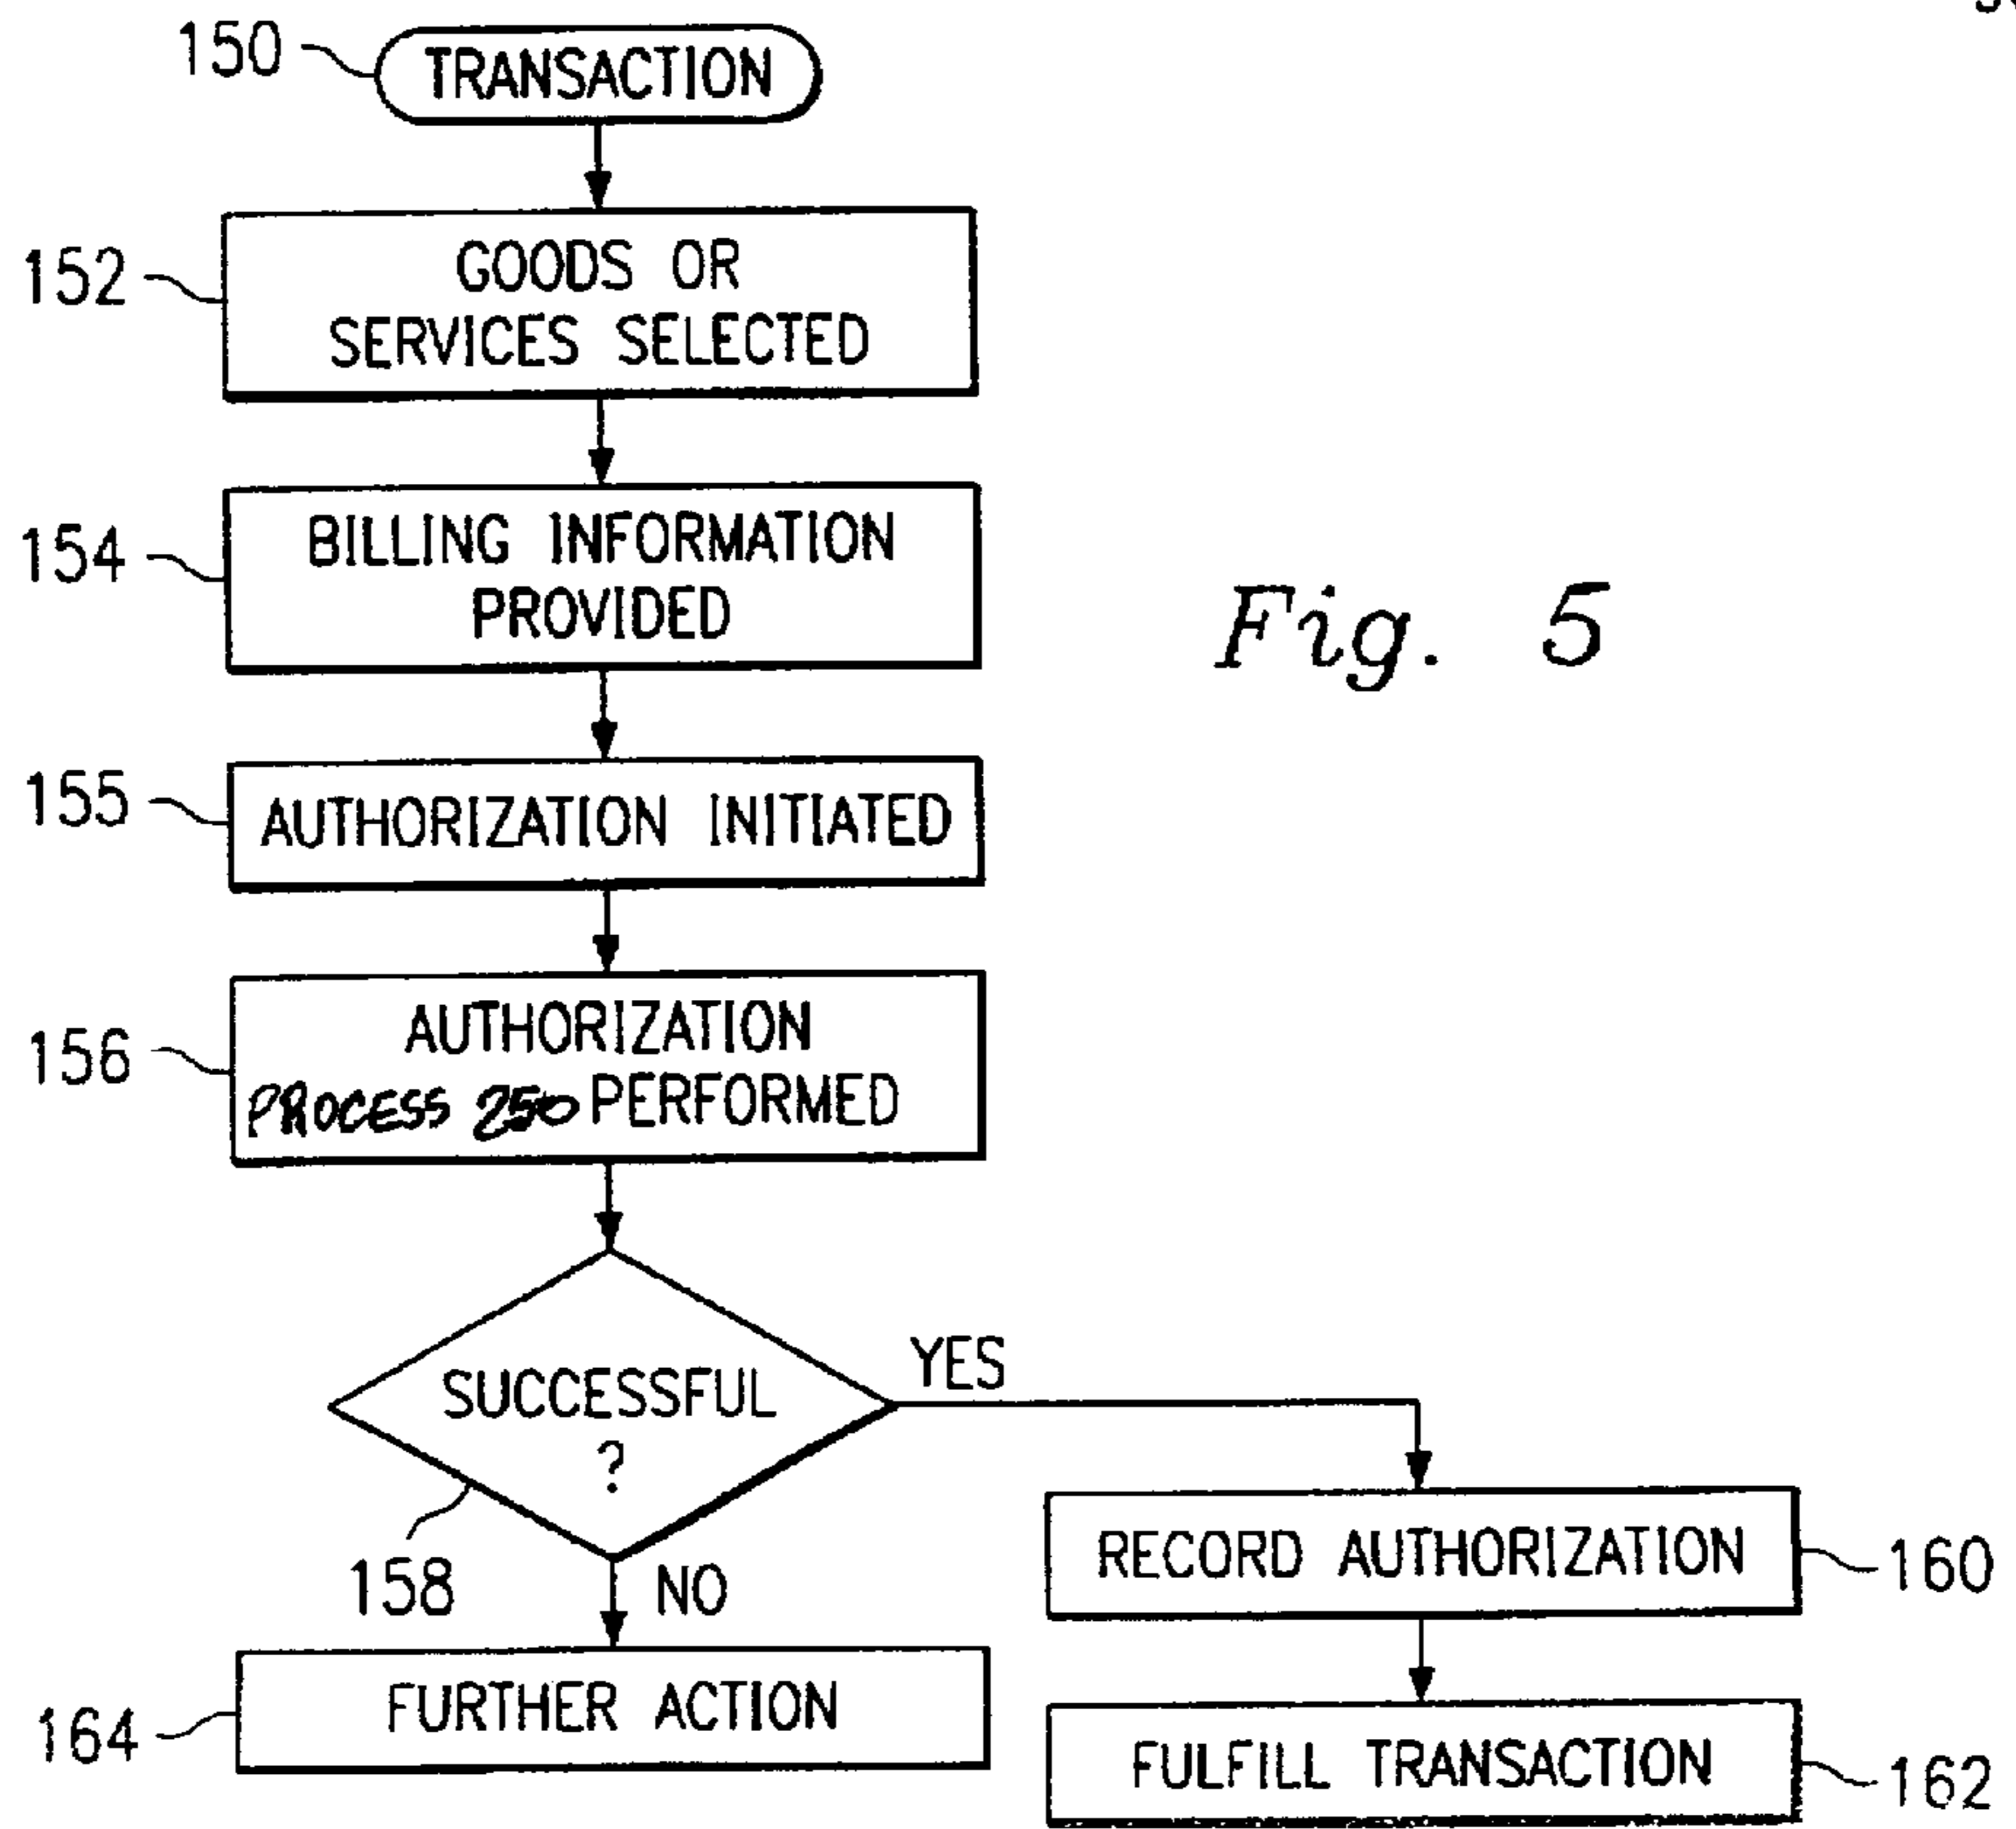 150
TRANSACTION
152
GOODS OR
SERVICES SELECTED
154
BILLING INFORMATION
PROVIDED
Fig. 5
155
AUTHORIZATION INITIATED
156
AUTHORIZATION
PROCESS 250 PERFORMED
SUCCESSFUL
?
YES
158
NO
RECORD AUTHORIZATION
160
164
FURTHER ACTION
FULFILL TRANSACTION
162